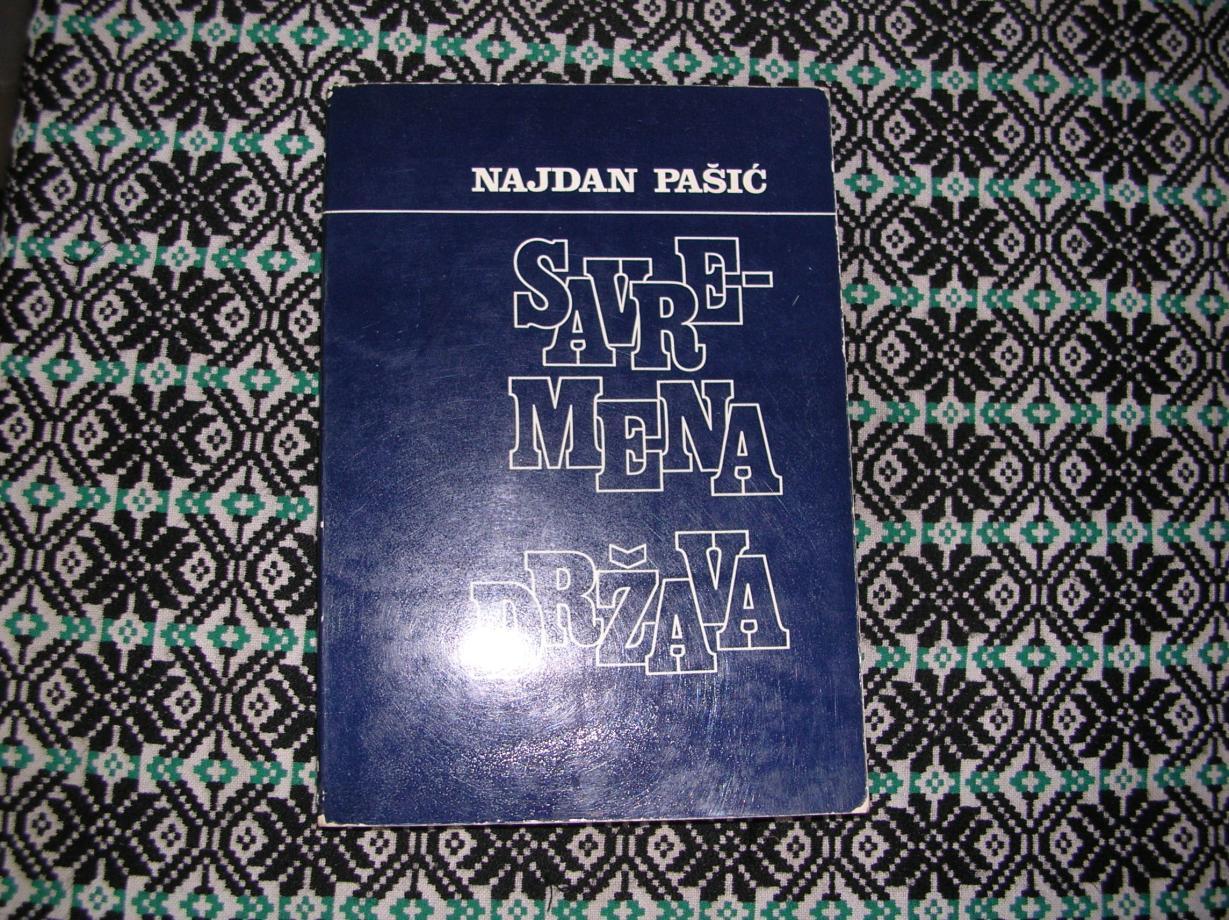 NAJDAN PAŠIĆ
SAVRE-
MENA
DRŽAVA